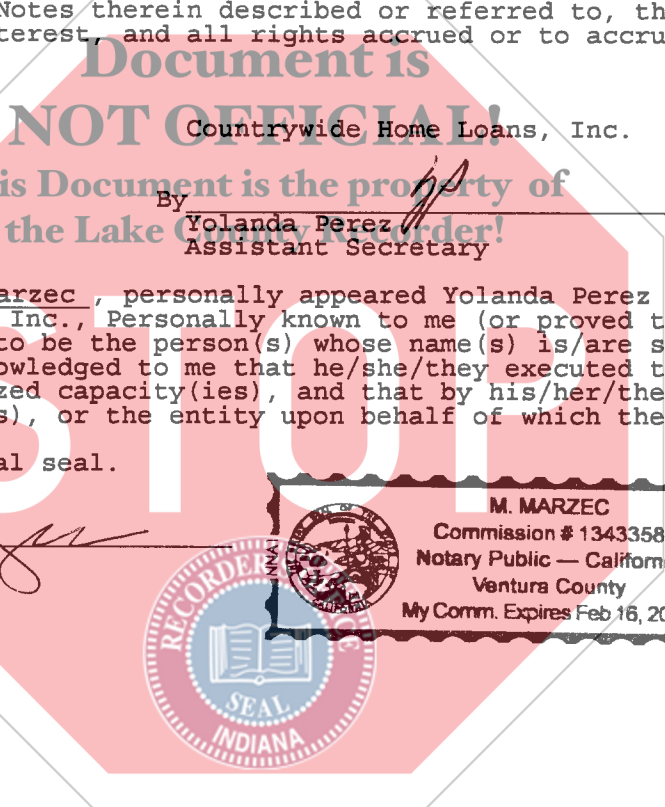 Notes therein described or referred to, th
terest, and all rights accrued or to accru
Document is
NOT OFFICIAL!
Countrywide Home Loans, Inc.
is Document is the property of
By
the Lake County Recorder!
Yolanda Perez
Assistant Secretary
arzec , personally appeared Yolanda Perez
Inc., Personally known to me (or proved t
to be the person(s) whose name(s) is/are s
owledged to me that he/she/they executed t
zed capacity(ies), and that by his/her/the
s), or the entity upon behalf of which the
STOP!
al seal.
M. MARZEC
Commission # 1343358
Notary Public — Californ
Ventura County
My Comm. Expires Feb 16, 20
RECORDER'S OFFICE
SEAL
INDIANA